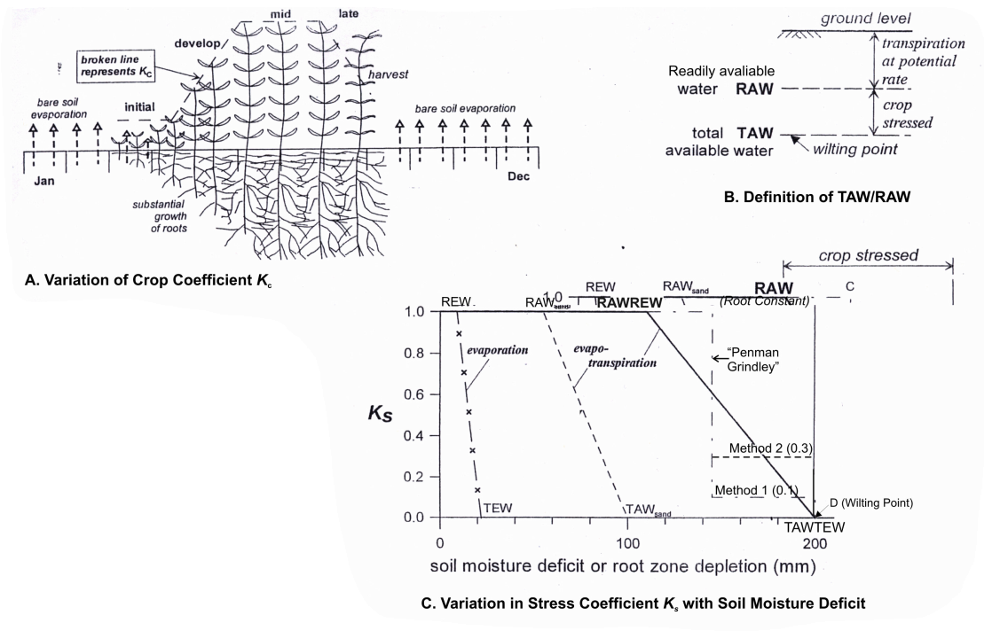 mid
late
develop
broken line
represents Kc
harvest
bare soil
evaporation
initial
bare soil evaporation
Jan
Dec
substantial
growth
of roots
A. Variation of Crop Coefficient Kc
ground level
transpiration
at potential
rate
Readily avaliable
water RAW
crop
stressed
total TAW
available water
wilting point
B. Definition of TAW/RAW
crop stressed
REW
RAWsand
RAW
C
1.0
REW
RAW
RAWREW
(Root Constant)
1.0
0.8
0.6
0.4
0.2
0.0
Ks
evaporation
evapo-
transpiration
"Penman
Grindley"
Method 2 (0.3)
Method 1 (0.1)
D (Wilting Point)
TEW
TAWsand
TAWTEW
0
100
200
soil moisture deficit or root zone depletion (mm)
C. Variation in Stress Coefficient Ks with Soil Moisture Deficit